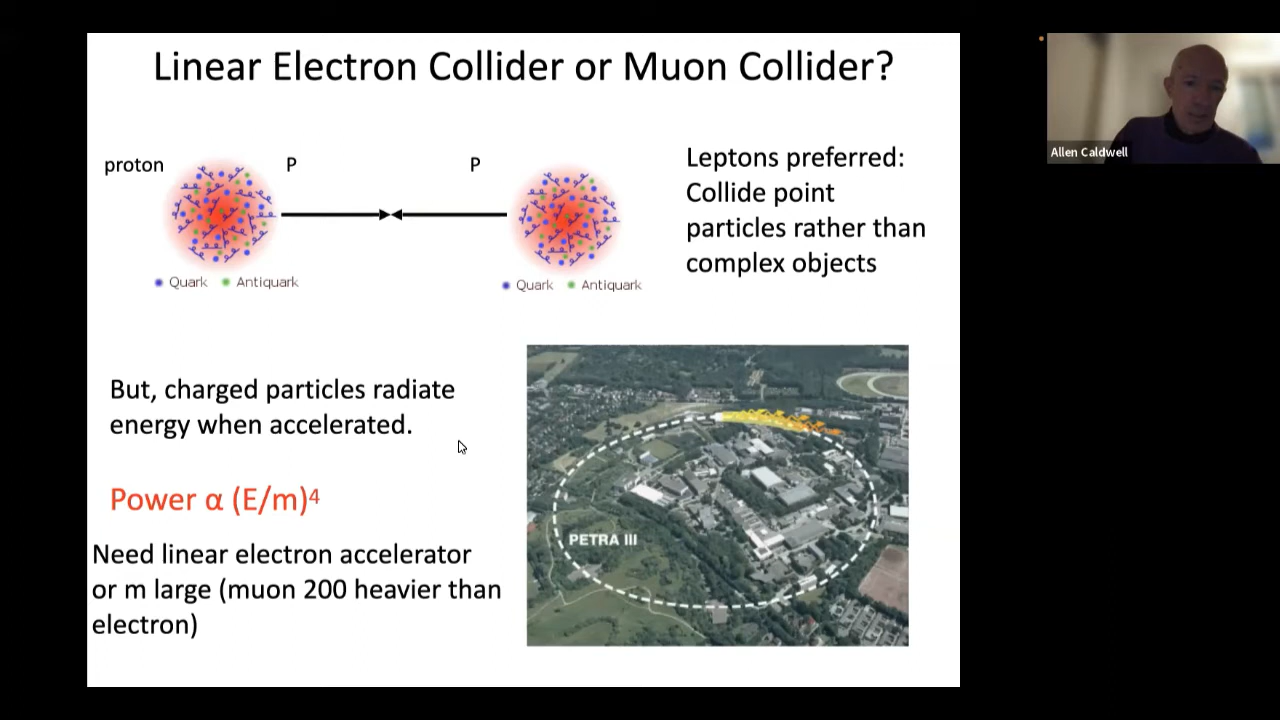 Linear Electron Collider or Muon Collider?
proton
P
P
Quark
Antiquark
Quark
Antiquark
Leptons preferred:
Collide point
particles rather than
complex objects
But, charged particles radiate
energy when accelerated.
Power α (E/m)⁴
Need linear electron accelerator
or m large (muon 200 heavier than
electron)
PETRA III
Allen Caldwell